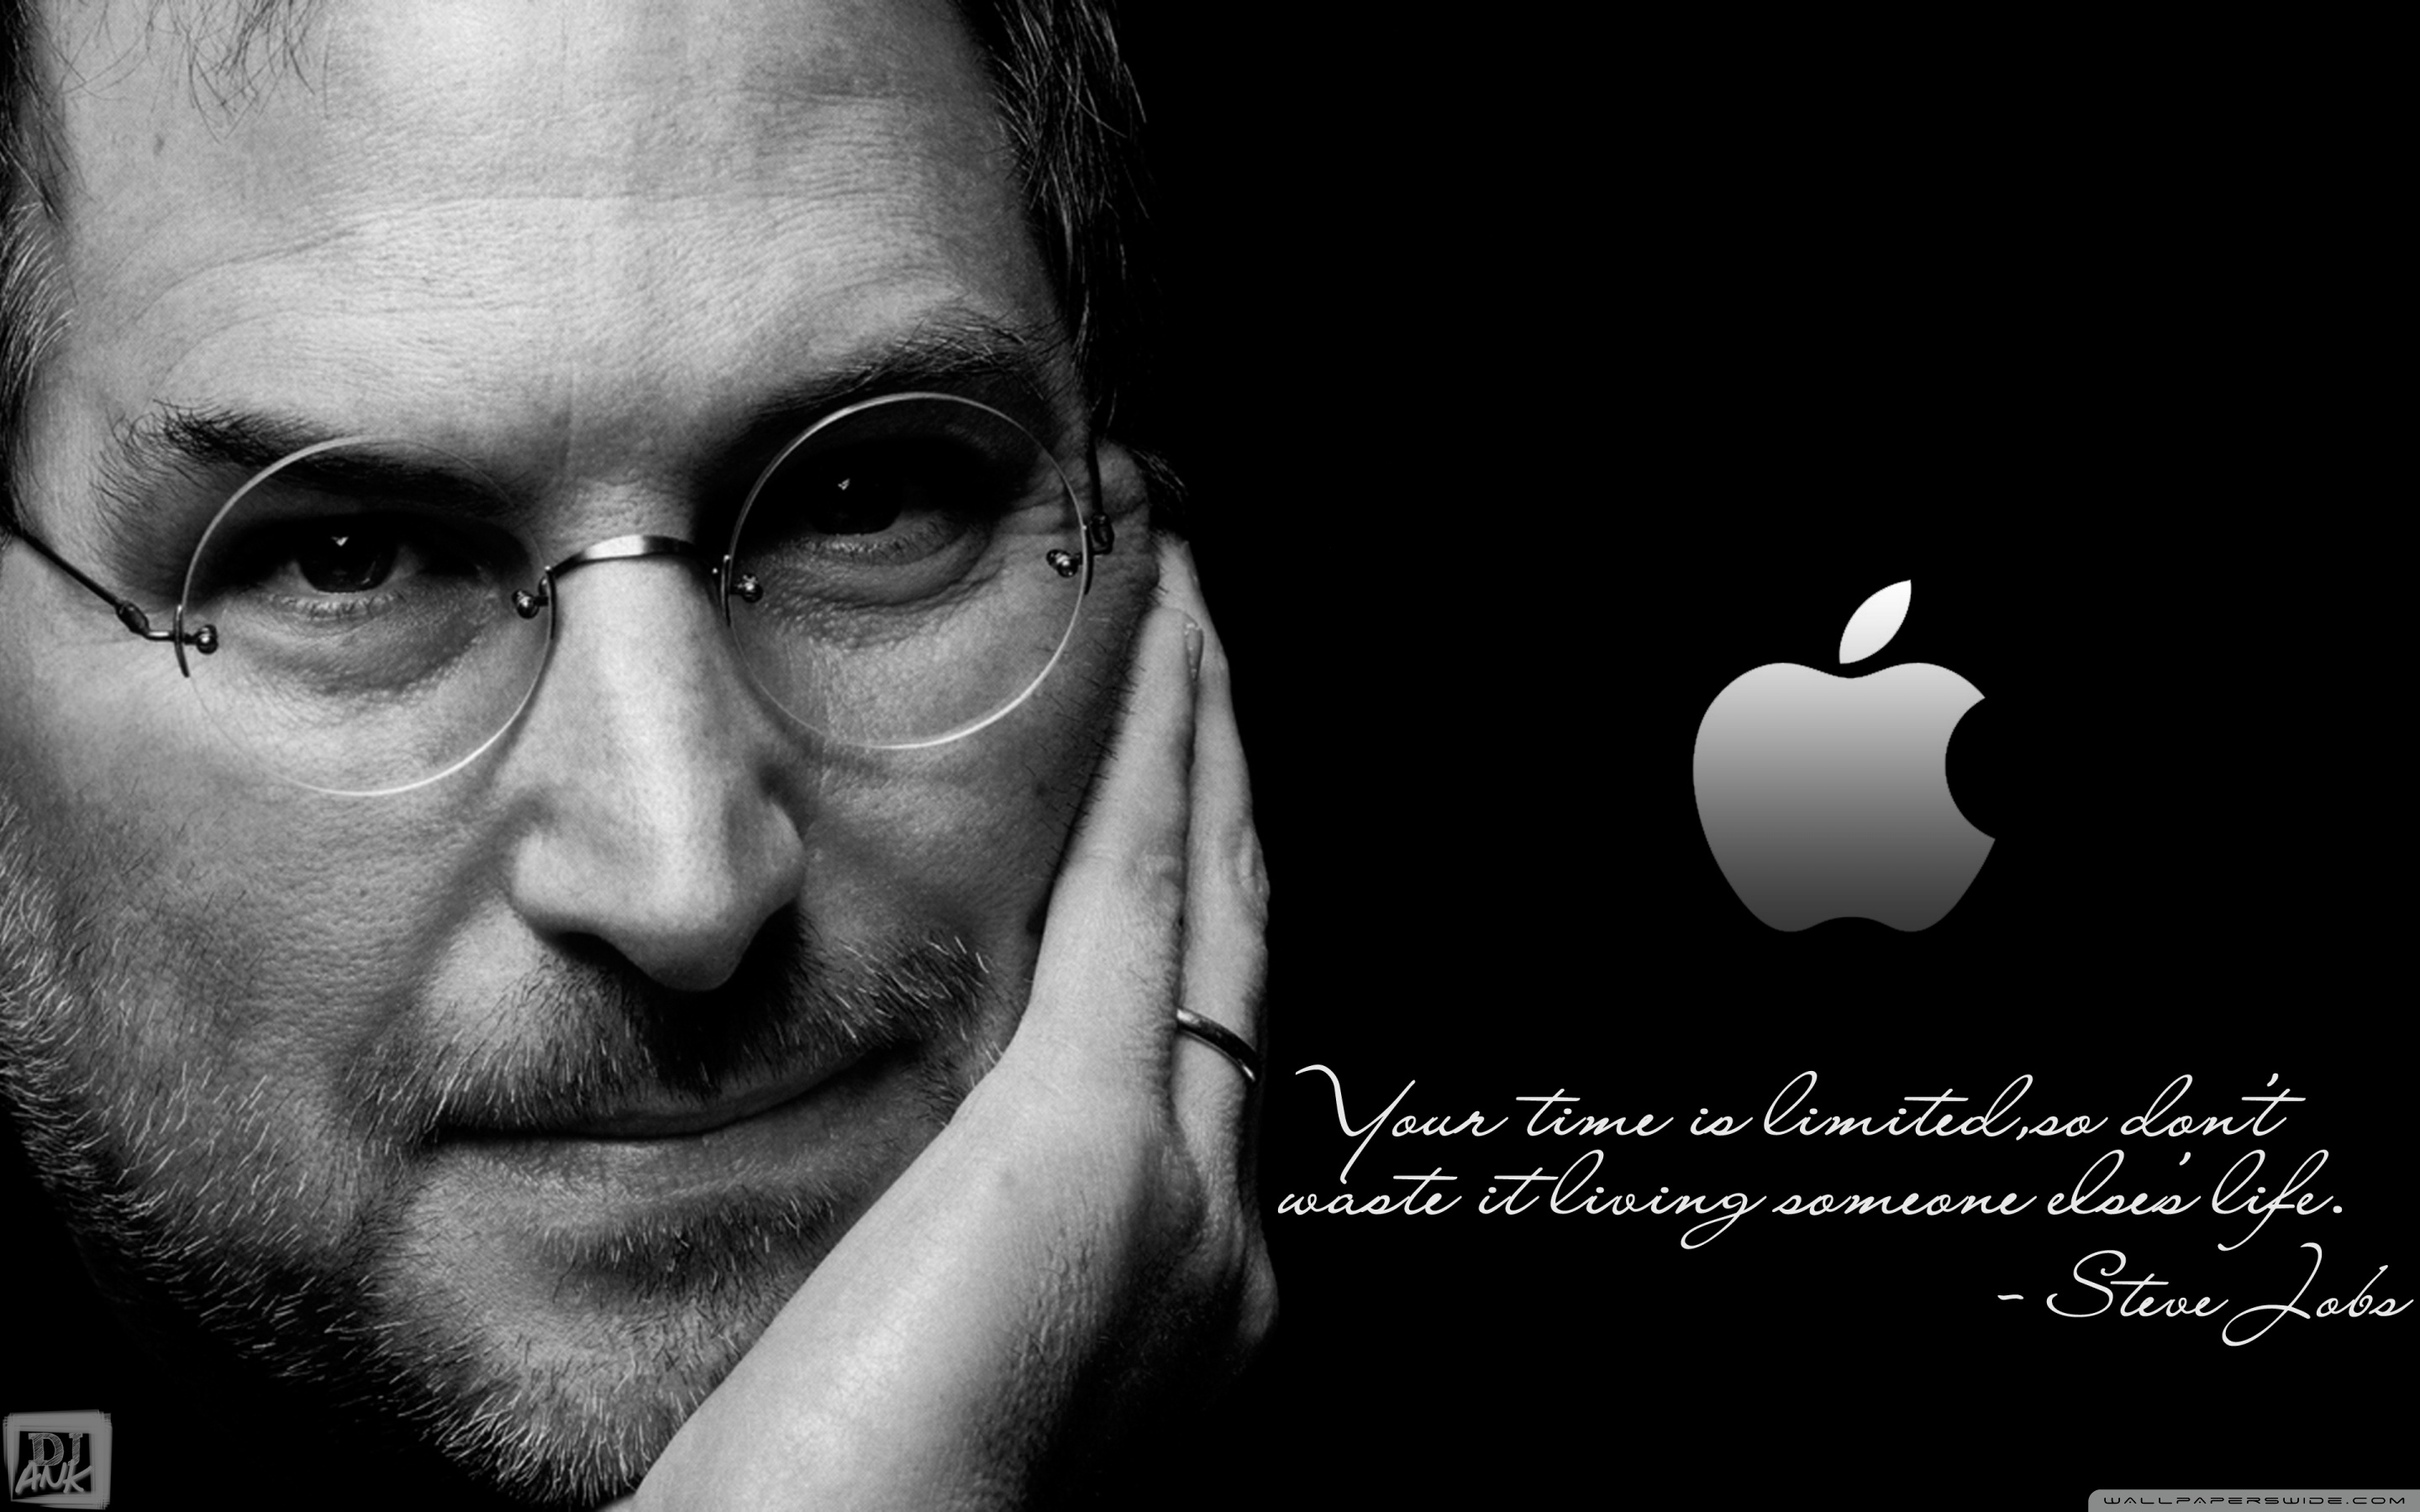 Your time is limited,so don't
waste it living someone else's life.
- Steve Jobs
DJ
ANK
WALLPAPERSWIDE.COM